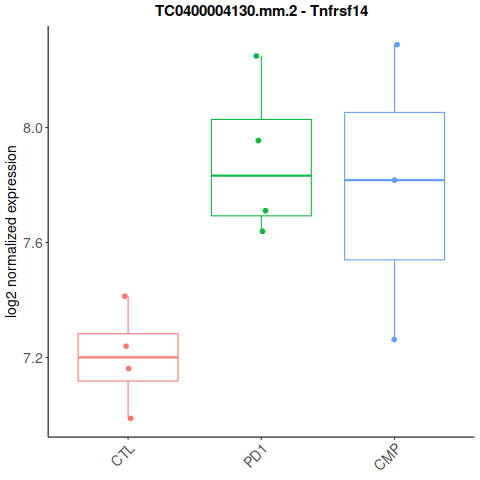 TC0400004130.mm.2 - Tnfrsf14
log2 normalized expression
8.0
7.6
7.2
CTL
PD1
CMP